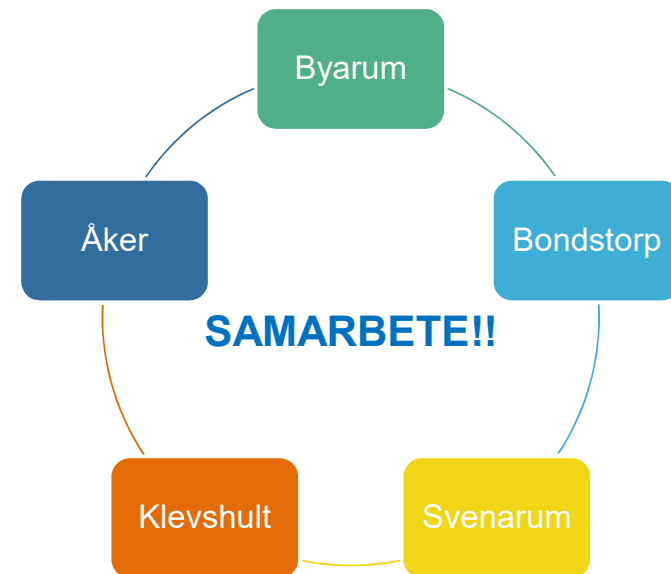 Byarum
Åker
Bondstorp
SAMARBETE!!
Klevshult
Svenarum